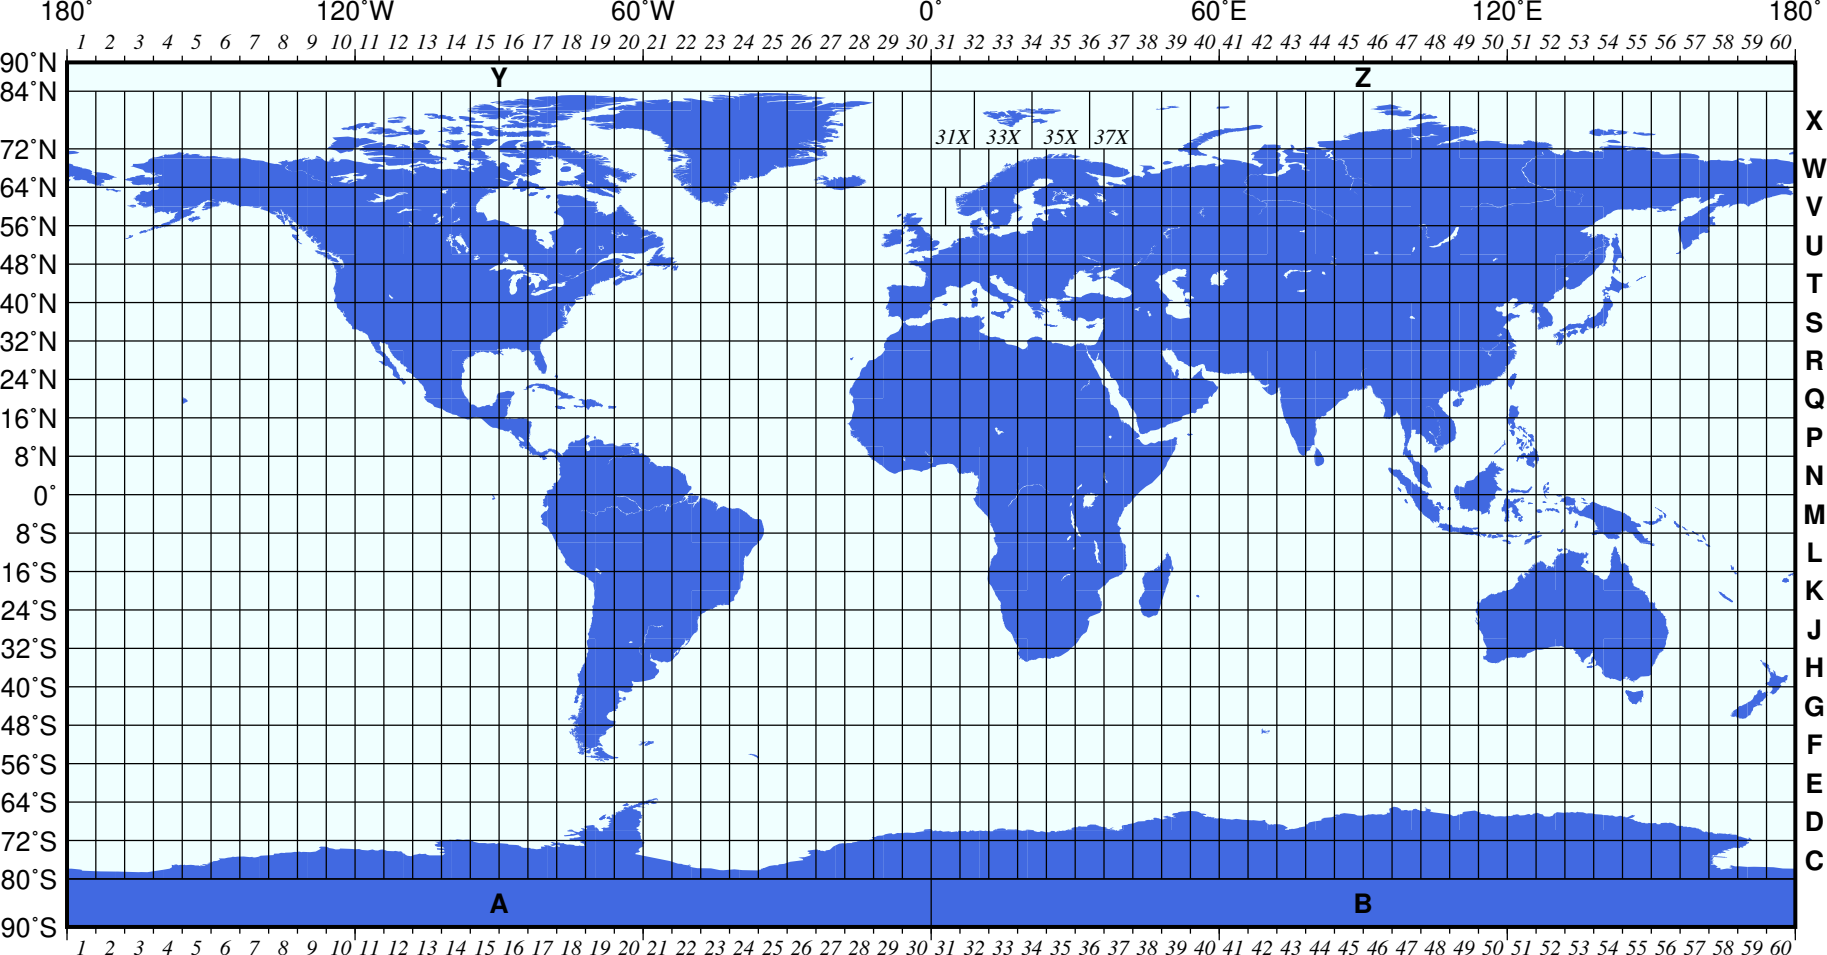 180° 120°W 60°W 0° 60°E 120°E 180°
1 2 3 4 5 6 7 8 9 10 11 12 13 14 15 16 17 18 19 20 21 22 23 24 25 26 27 28 29 30 31 32 33 34 35 36 37 38 39 40 41 42 43 44 45 46 47 48 49 50 51 52 53 54 55 56 57 58 59 60
90°N
Y Z
84°N
X
31X 33X 35X 37X
72°N
W
64°N
V
56°N
U
48°N
T
40°N
S
32°N
R
24°N
Q
16°N
P
8°N
N
0°
M
8°S
L
16°S
K
24°S
J
32°S
H
40°S
G
48°S
F
56°S
E
64°S
D
72°S
C
80°S
A B
90°S
1 2 3 4 5 6 7 8 9 10 11 12 13 14 15 16 17 18 19 20 21 22 23 24 25 26 27 28 29 30 31 32 33 34 35 36 37 38 39 40 41 42 43 44 45 46 47 48 49 50 51 52 53 54 55 56 57 58 59 60